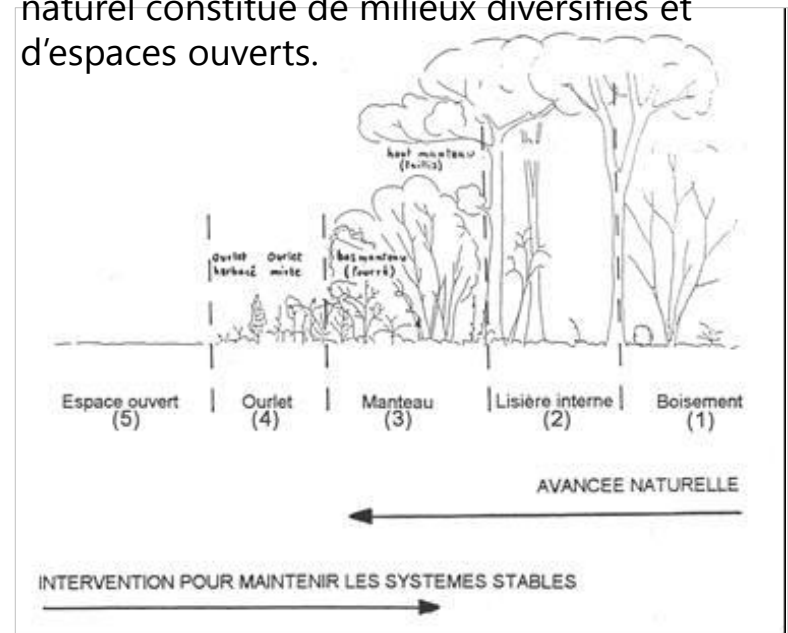 naturel constitué de milieux diversifiés et
d'espaces ouverts.
haut manteau
(taillis)
Ourlet Ourlet
herbacé mixte
bas manteau
(fourré)
Espace ouvert
(5)
Ourlet
(4)
Manteau
(3)
Lisière interne
(2)
Boisement
(1)
AVANCEE NATURELLE
INTERVENTION POUR MAINTENIR LES SYSTEMES STABLES